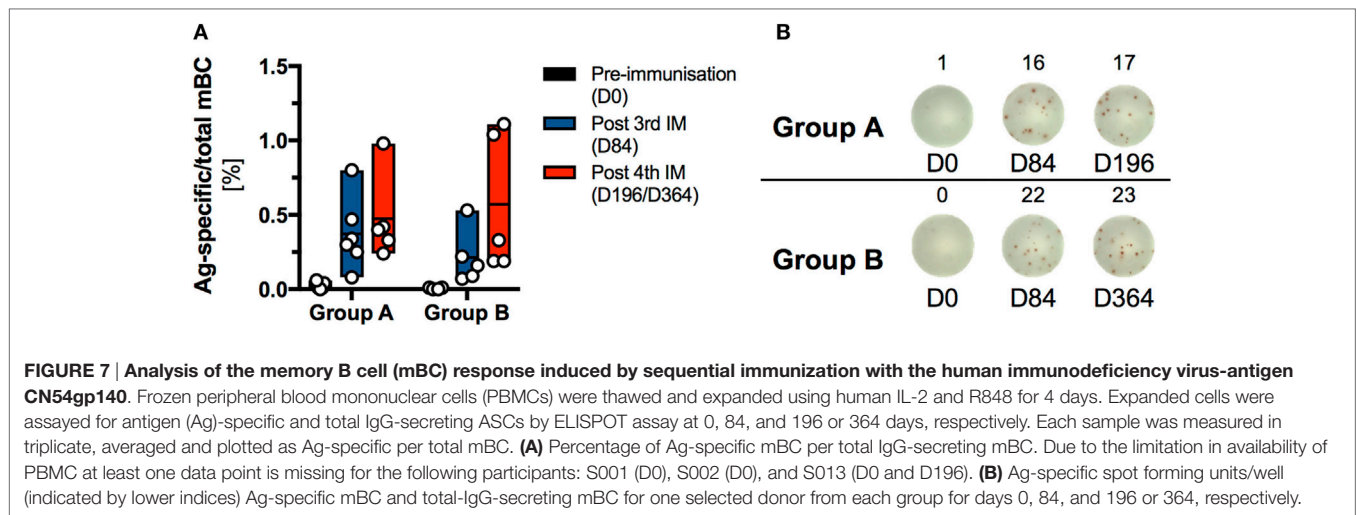 A
Ag-specific/total mBC
[%]
1.5
1.0
0.5
0.0
Group A
Group B
Pre-immunisation
(D0)
Post 3rd IM
(D84)
Post 4th IM
(D196/D364)
B
1 16 17
Group A
D0 D84 D196
0 22 23
Group B
D0 D84 D364
FIGURE 7 | Analysis of the memory B cell (mBC) response induced by sequential immunization with the human immunodeficiency virus-antigen
CN54gp140. Frozen peripheral blood mononuclear cells (PBMCs) were thawed and expanded using human IL-2 and R848 for 4 days. Expanded cells were
assayed for antigen (Ag)-specific and total IgG-secreting ASCs by ELISPOT assay at 0, 84, and 196 or 364 days, respectively. Each sample was measured in
triplicate, averaged and plotted as Ag-specific per total mBC. (A) Percentage of Ag-specific mBC per total IgG-secreting mBC. Due to the limitation in availability of
PBMC at least one data point is missing for the following participants: S001 (D0), S002 (D0), and S013 (D0 and D196). (B) Ag-specific spot forming units/well
(indicated by lower indices) Ag-specific mBC and total-IgG-secreting mBC for one selected donor from each group for days 0, 84, and 196 or 364, respectively.